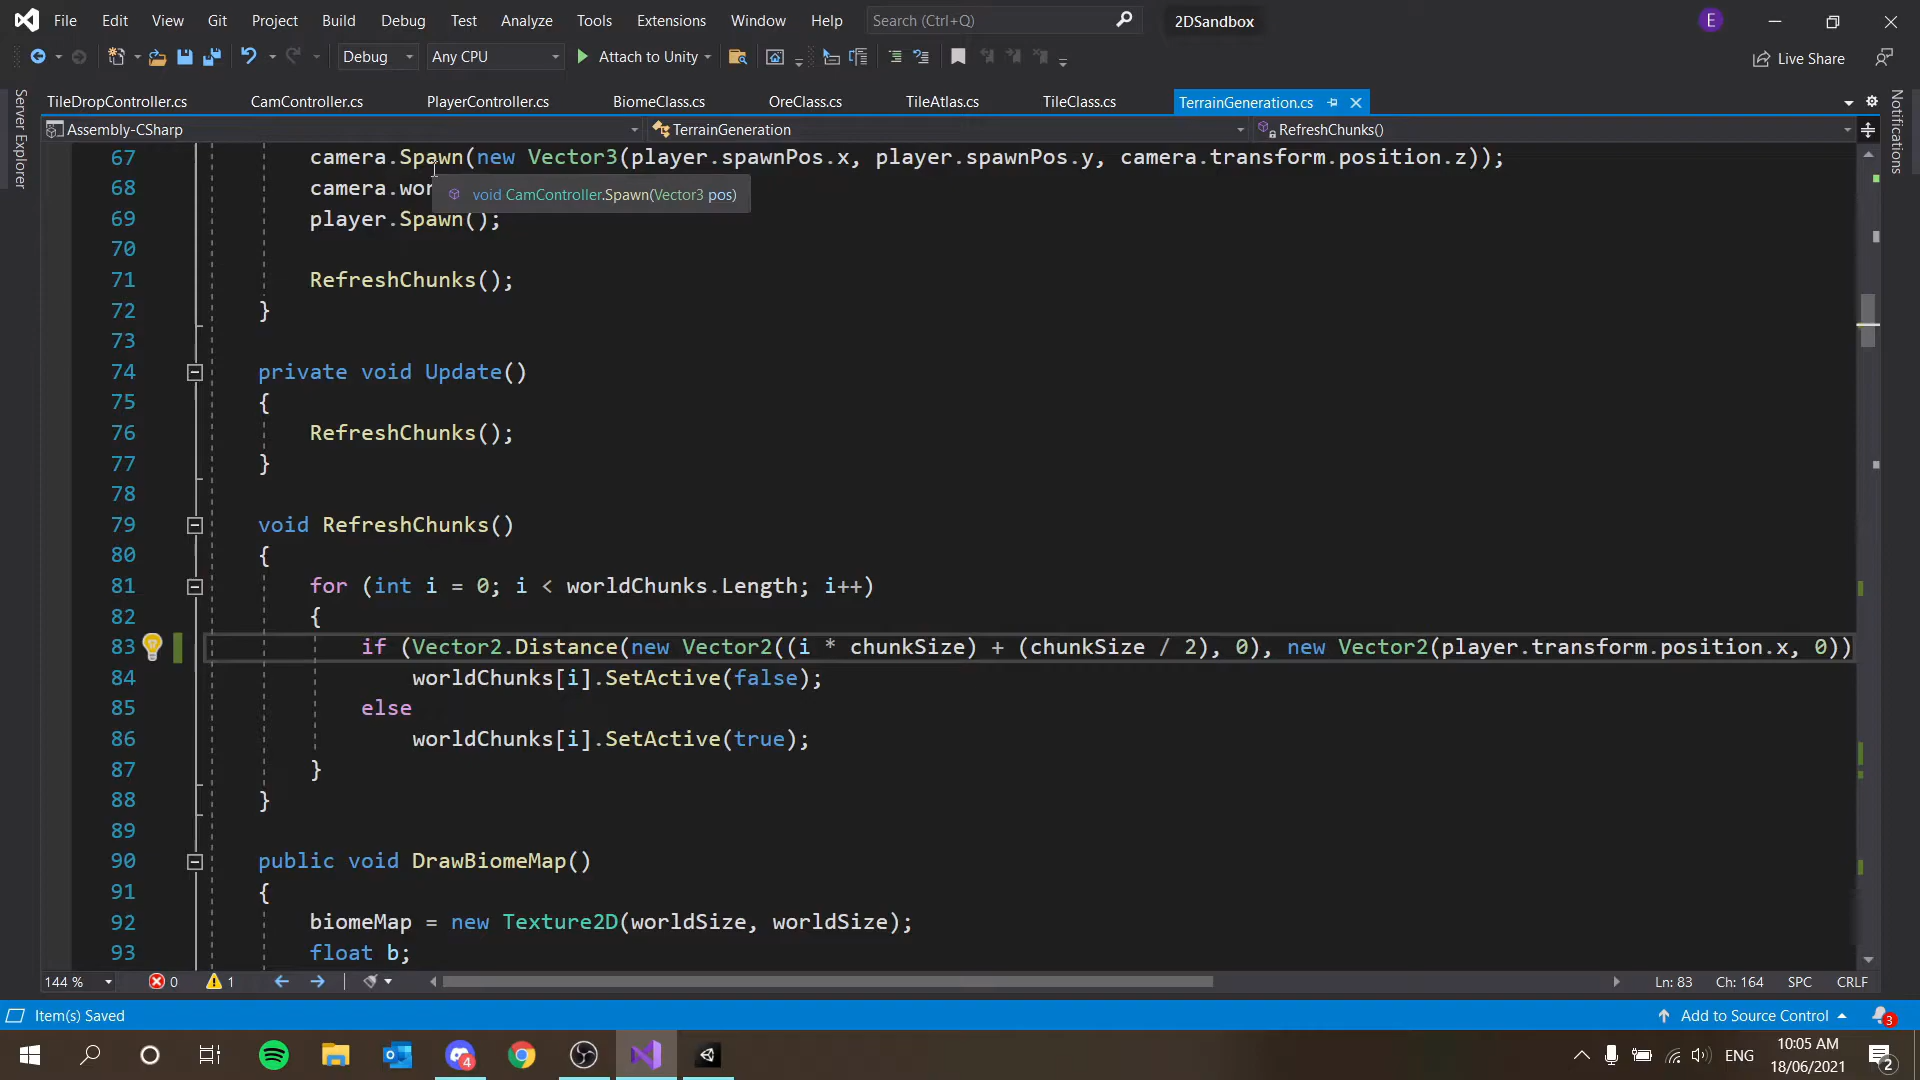 File Edit View Git Project Build Debug Test Analyze Tools Extensions Window Help Search (Ctrl+Q) 2DSandbox E
Debug Any CPU Attach to Unity Live Share
TileDropController.cs CamController.cs PlayerController.cs BiomeClass.cs OreClass.cs TileAtlas.cs TileClass.cs TerrainGeneration.cs
Assembly-CSharp TerrainGeneration RefreshChunks()
Server Explorer
Notifications
67 camera.Spawn(new Vector3(player.spawnPos.x, player.spawnPos.y, camera.transform.position.z));
68 camera.wor
void CamController.Spawn(Vector3 pos)
69 player.Spawn();
70
71 RefreshChunks();
72 }
73
74 private void Update()
75 {
76 RefreshChunks();
77 }
78
79 void RefreshChunks()
80 {
81 for (int i = 0; i < worldChunks.Length; i++)
82 {
83 if (Vector2.Distance(new Vector2((i * chunkSize) + (chunkSize / 2), 0), new Vector2(player.transform.position.x, 0))
84 worldChunks[i].SetActive(false);
85 else
86 worldChunks[i].SetActive(true);
87 }
88 }
89
90 public void DrawBiomeMap()
91 {
92 biomeMap = new Texture2D(worldSize, worldSize);
93 float b;
144 % 0 1 Ln: 83 Ch: 164 SPC CRLF
Item(s) Saved Add to Source Control 3
4 ENG 10:05 AM 18/06/2021 2